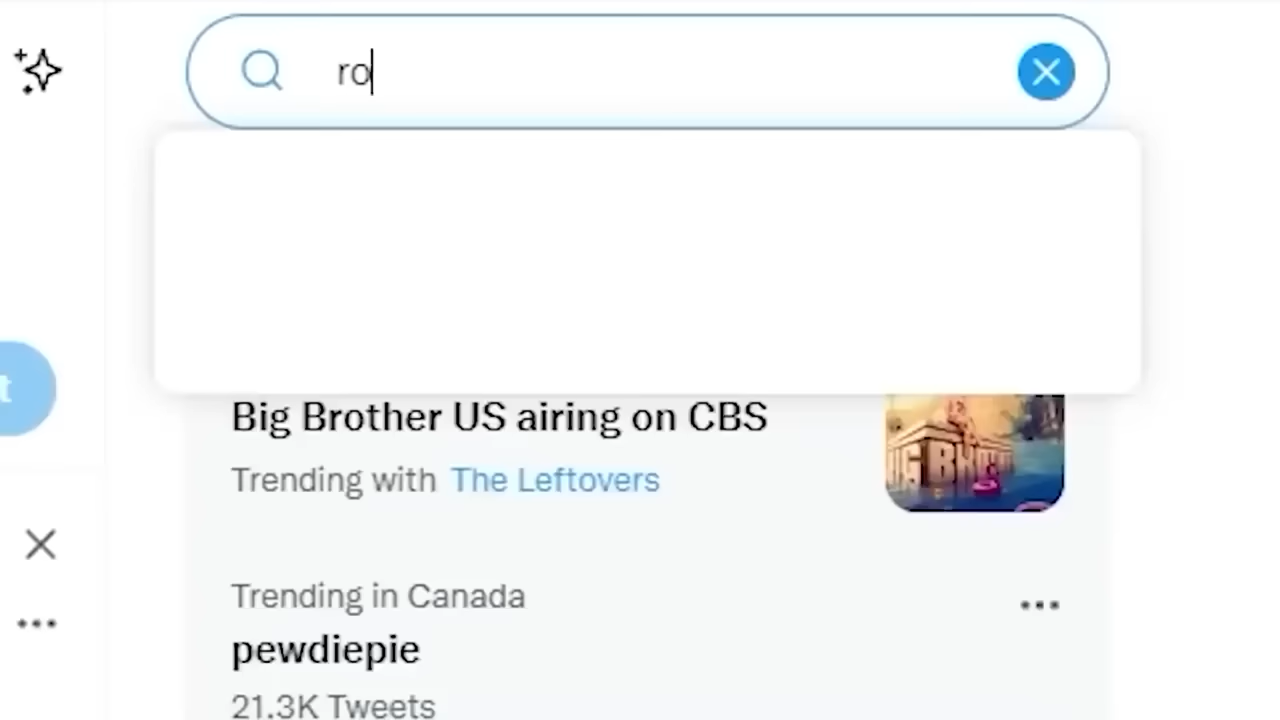 ro
t
Big Brother US airing on CBS
Trending with The Leftovers
Trending in Canada
pewdiepie
21.3K Tweets